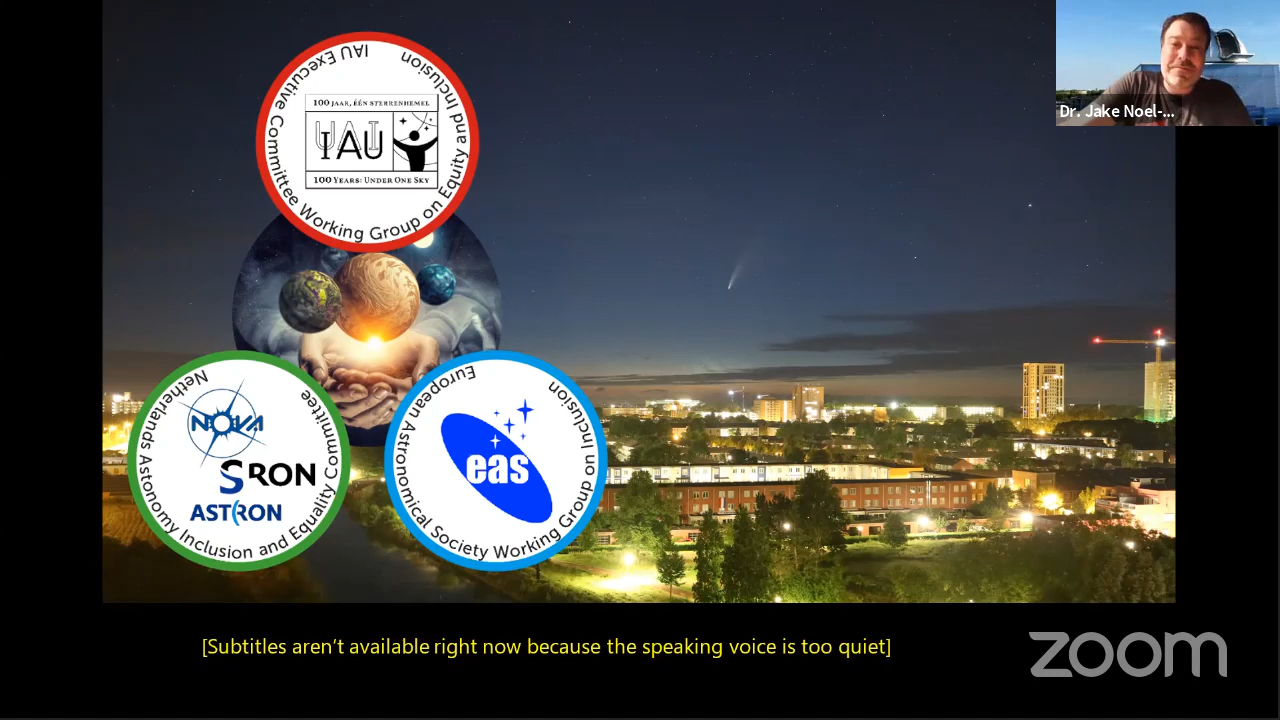 IAU Executive Committee Working Group on Equity and Inclusion
100 JAAR, ÉÉN STERRENHEMEL
IAU
100 YEARS: UNDER ONE SKY
Dr. Jake Noel-...
Netherlands Astonomy Inclusion and Equality Committee
NOVA
SRON
ASTRON
European Astronomical Society Working Group on Inclusion
eas
[Subtitles aren't available right now because the speaking voice is too quiet]
zoom